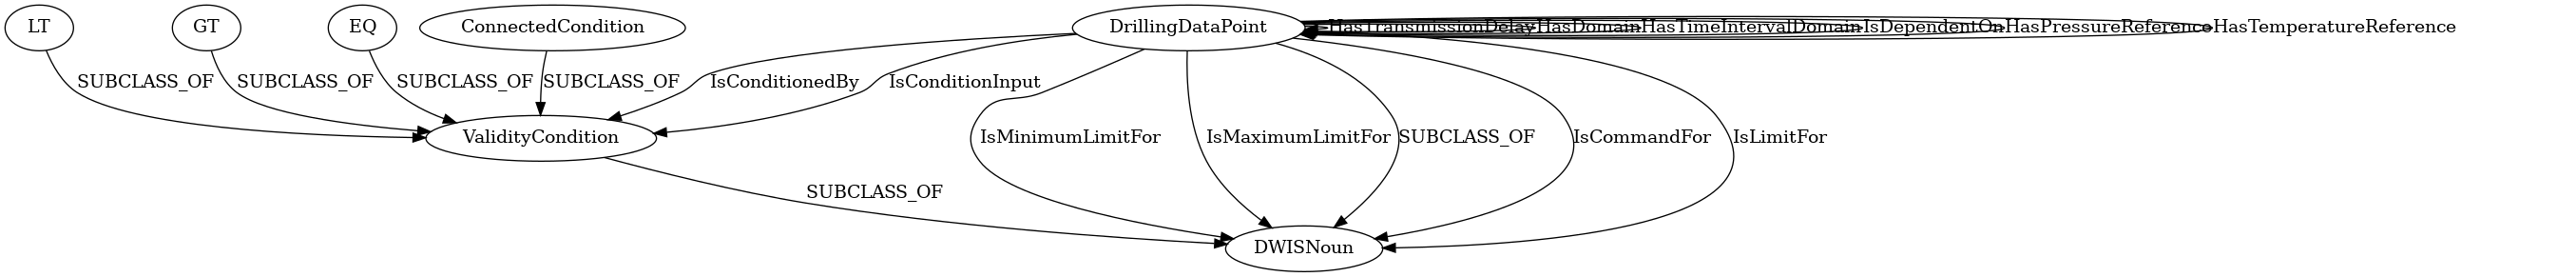 LT
GT
EQ
ConnectedCondition
DrillingDataPoint
HasTransmissionDelay
HasDomain
HasTimeIntervalDomain
IsDependentOn
HasPressureReference
HasTemperatureReference
SUBCLASS_OF
SUBCLASS_OF
SUBCLASS_OF
SUBCLASS_OF
IsConditionedBy
IsConditionInput
ValidityCondition
IsMinimumLimitFor
IsMaximumLimitFor
SUBCLASS_OF
IsCommandFor
IsLimitFor
SUBCLASS_OF
DWISNoun